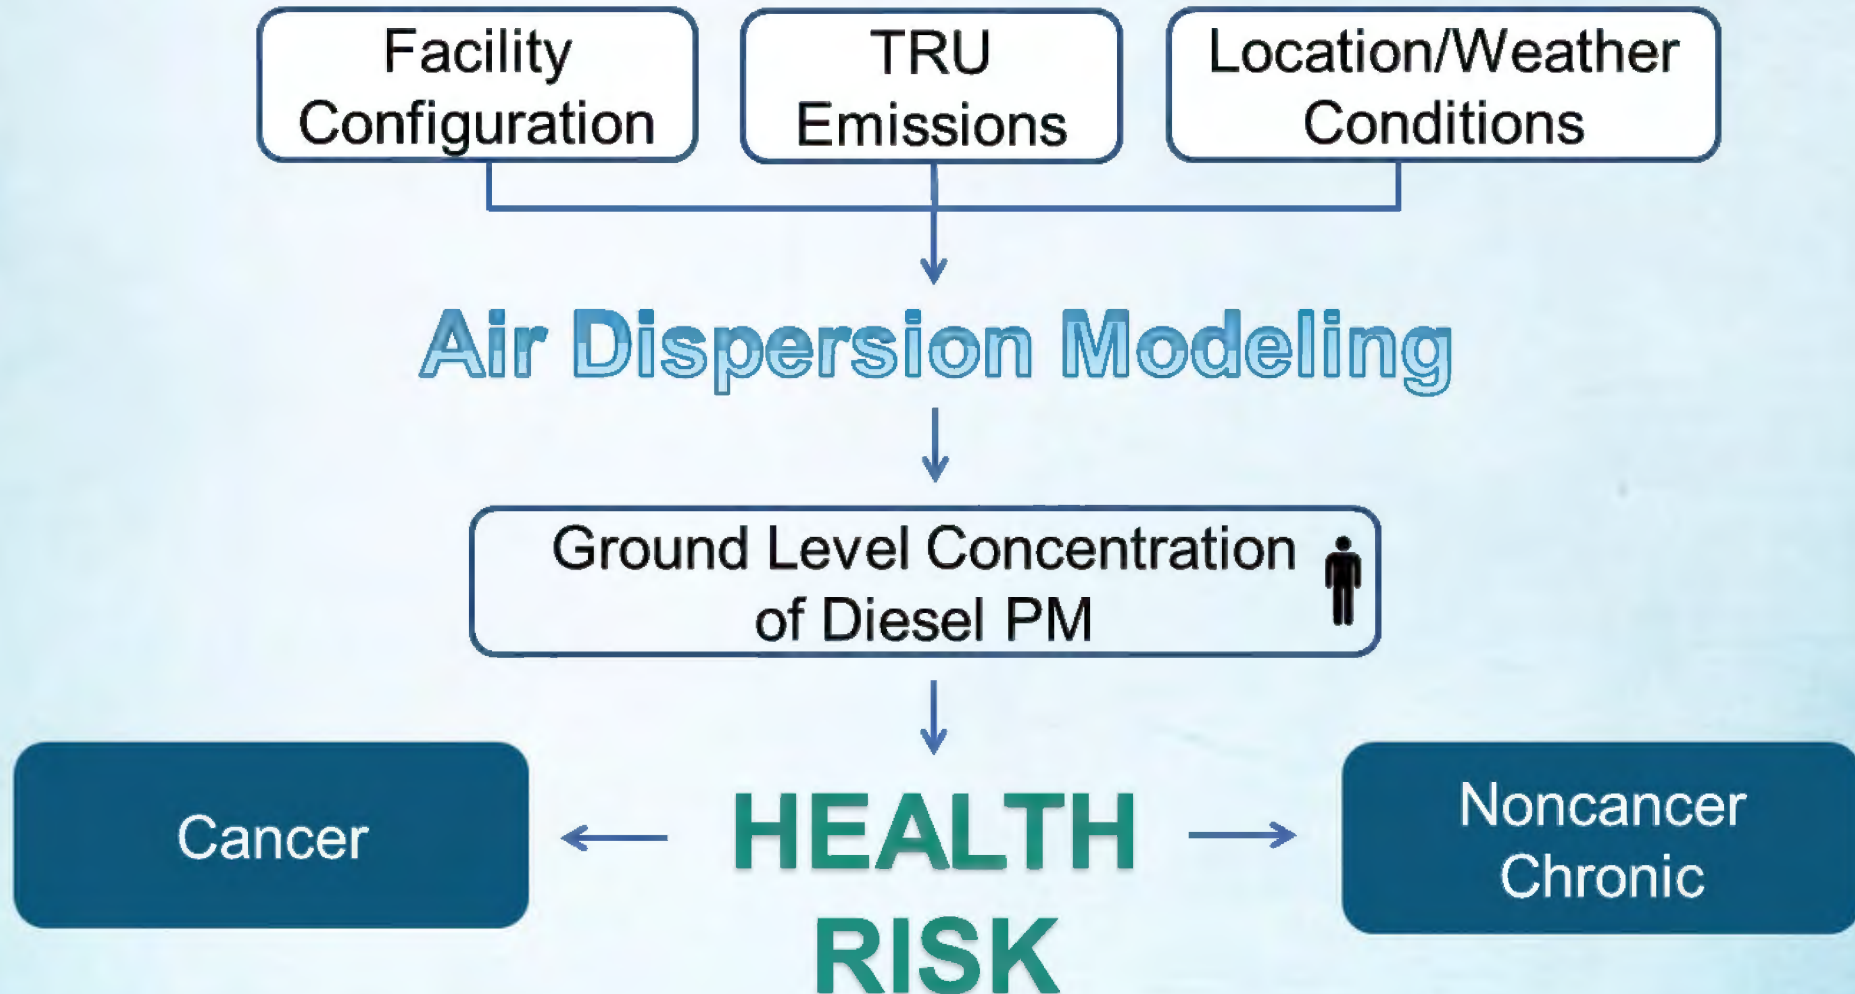 Facility
Configuration
TRU
Emissions
Location/Weather
Conditions
Air Dispersion Modeling
Ground Level Concentration
of Diesel PM
Cancer
HEALTH
RISK
Noncancer
Chronic